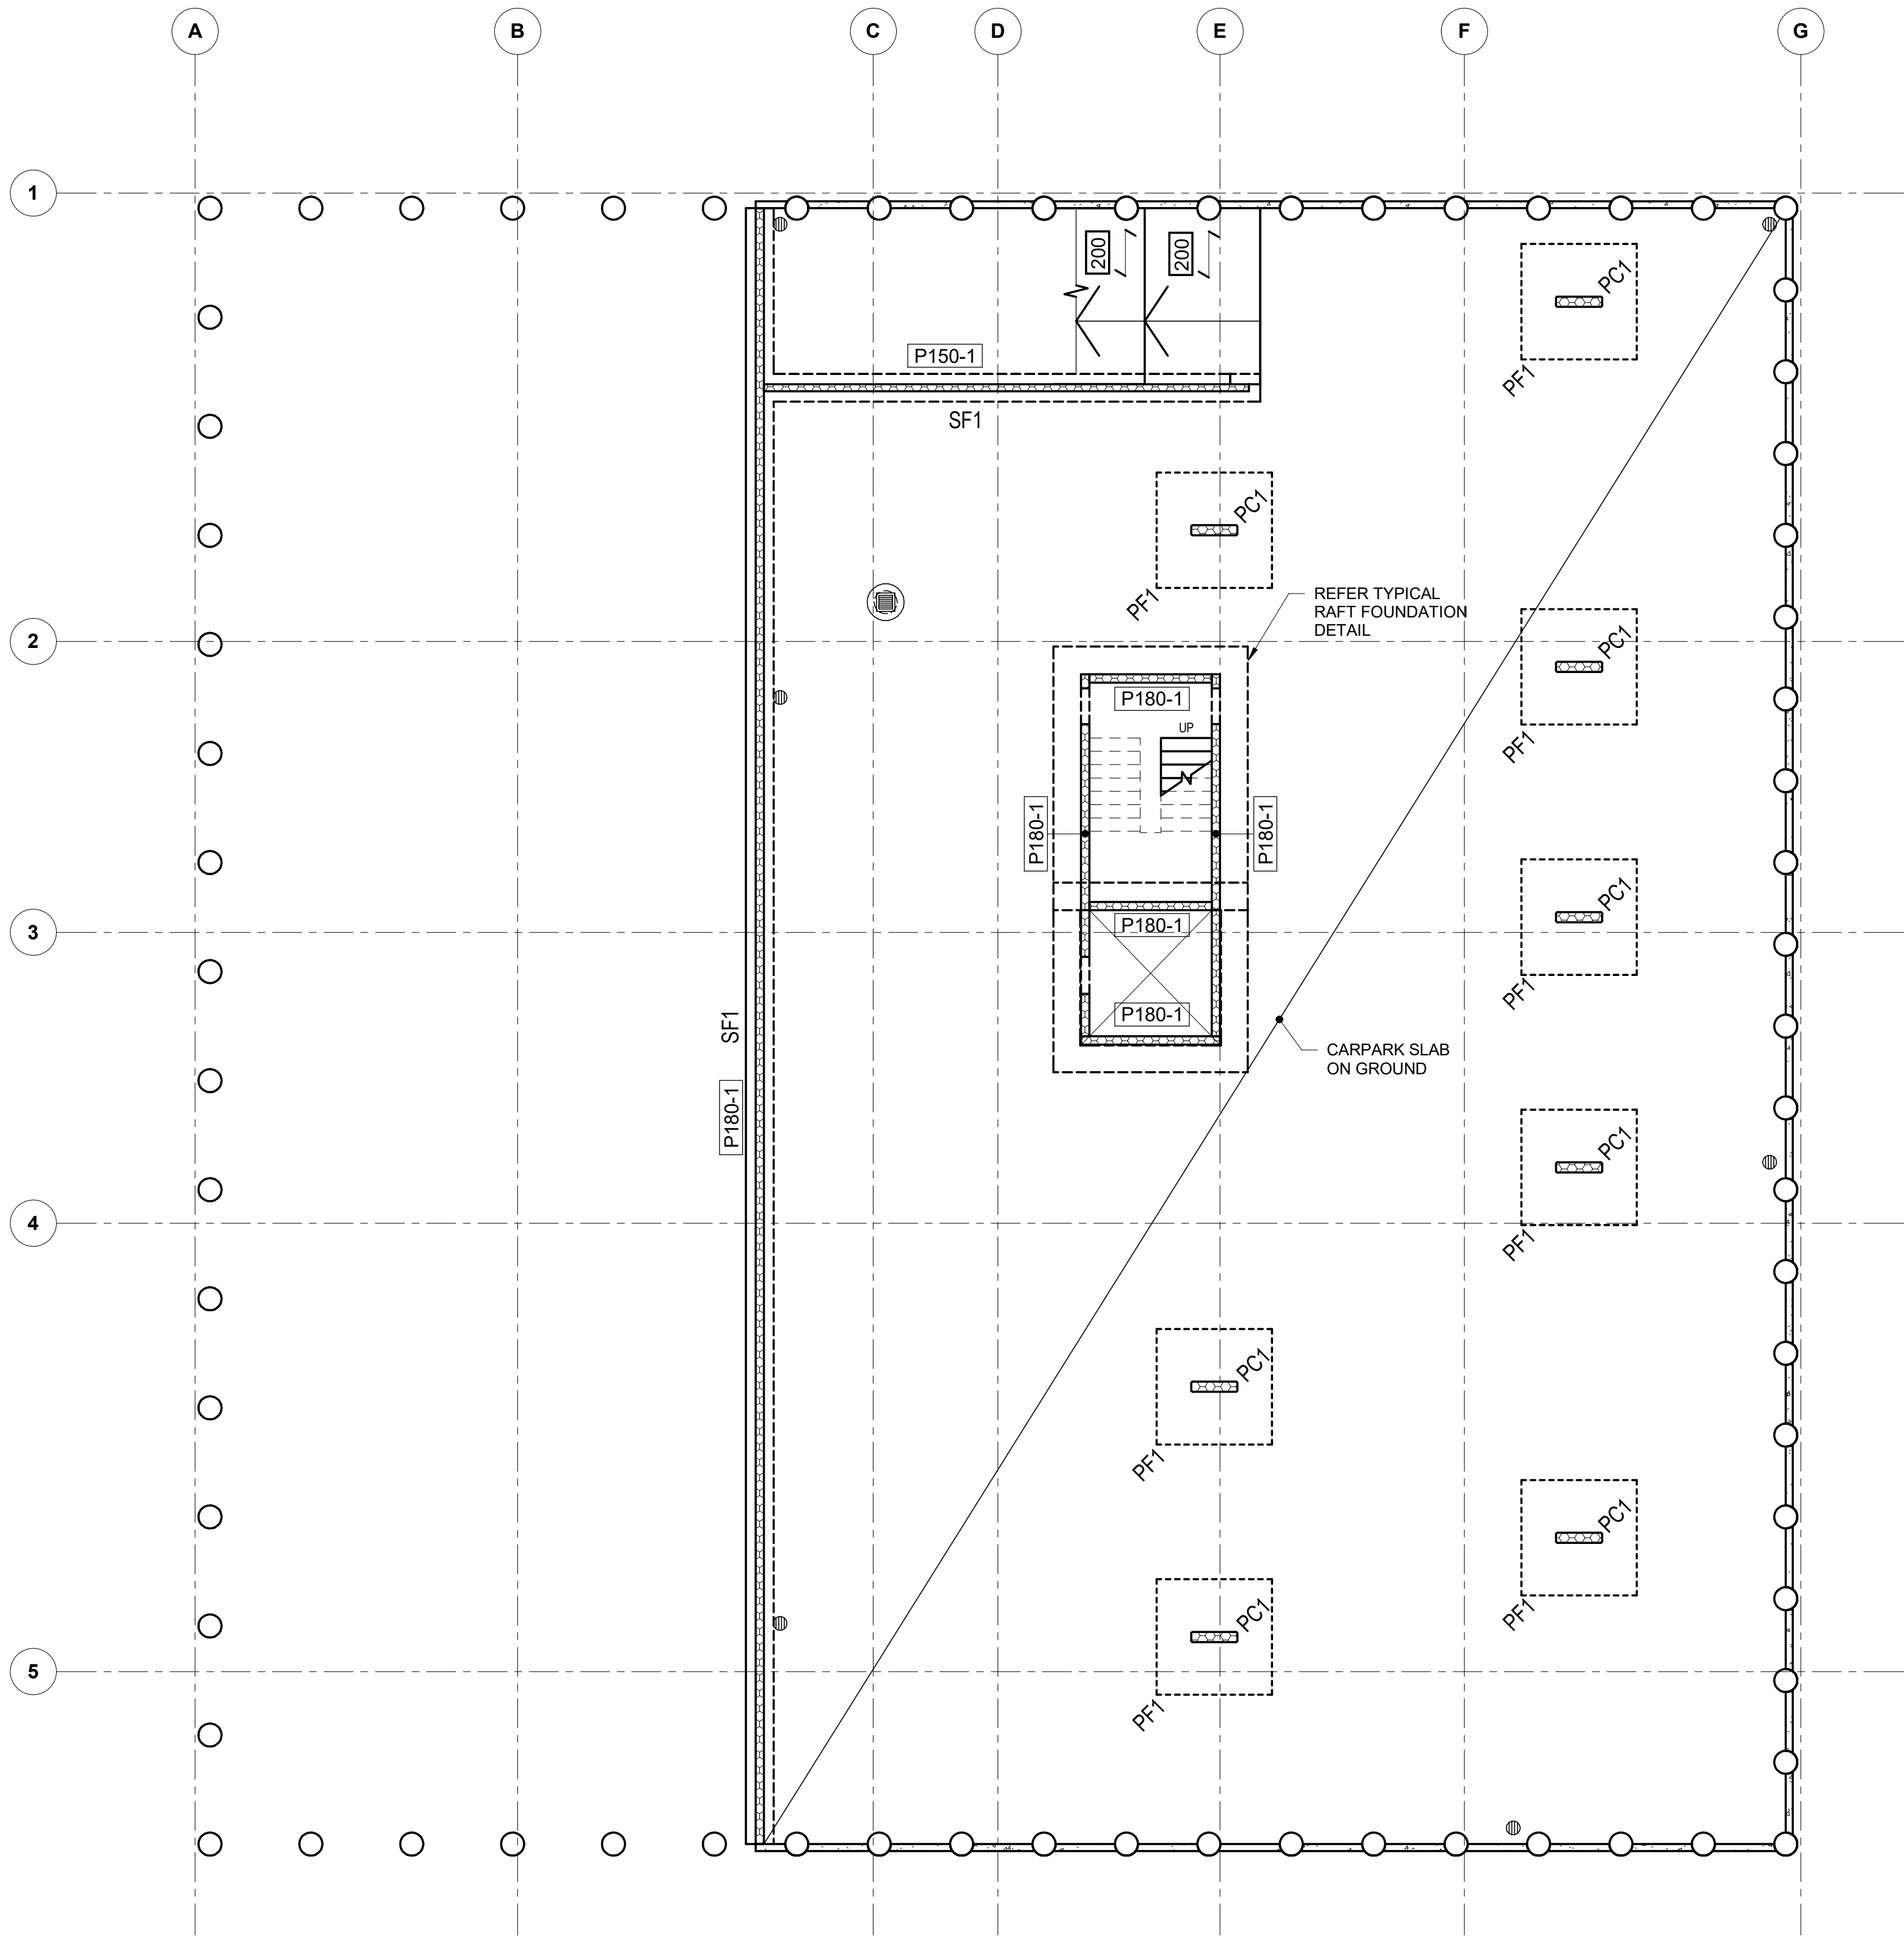 A
B
C
D
E
F
G
1
200
200
PC1
P150-1
PF1
SF1
PC1
PF1
REFER TYPICAL
RAFT FOUNDATION
DETAIL
2
PC1
P180-1
UP
PF1
P180-1
P180-1
PC1
P180-1
3
PF1
P180-1
SF1
CARPARK SLAB
ON GROUND
P180-1
PC1
4
PF1
PC1
PF1
PC1
PF1
PC1
5
PF1